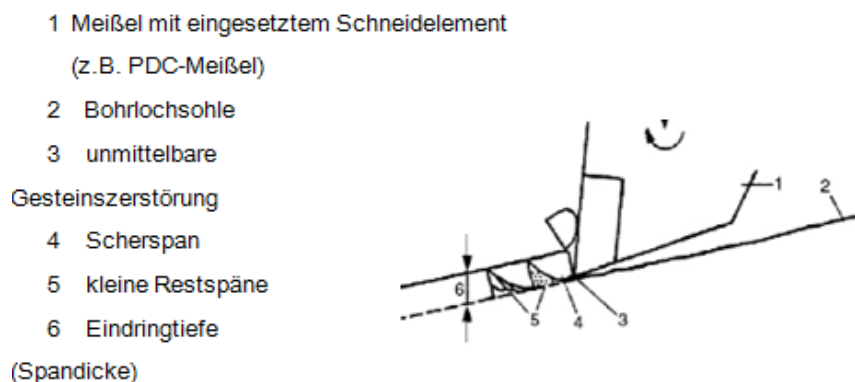 1 Meißel mit eingesetztem Schneidelement
(z.B. PDC-Meißel)
2 Bohrlochsohle
3 unmittelbare
Gesteinszerstörung
4 Scherspan
5 kleine Restspäne
6 Eindringtiefe
(Spandicke)
1
2
6
5
4
3